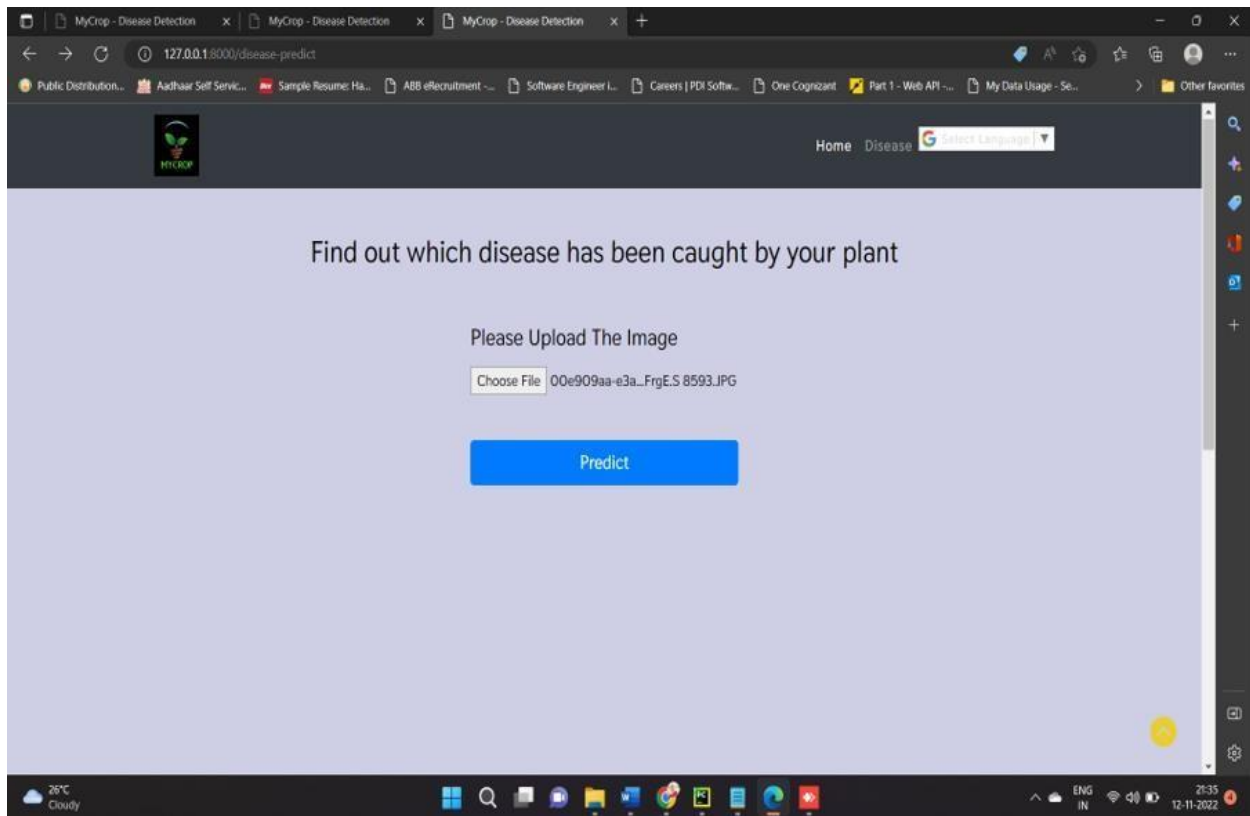 MyCrop - Disease Detection MyCrop - Disease Detection MyCrop - Disease Detection
127.0.0.1:8000/disease-predict
Public Distribution... Aadhaar Self Servic... Sample Resume: Ha... ABB eRecruitment -... Software Engineer i... Careers | PDI Softw... One Cognizant Part 1 - Web API -... My Data Usage - Se... Other favorites
MYCROP
Home Disease Select Language
Find out which disease has been caught by your plant
Please Upload The Image
Choose File 00e909aa-e3a...FrgE.S 8593.JPG
Predict
26°C
Cloudy
ENG
IN
21:35
12-11-2022
4